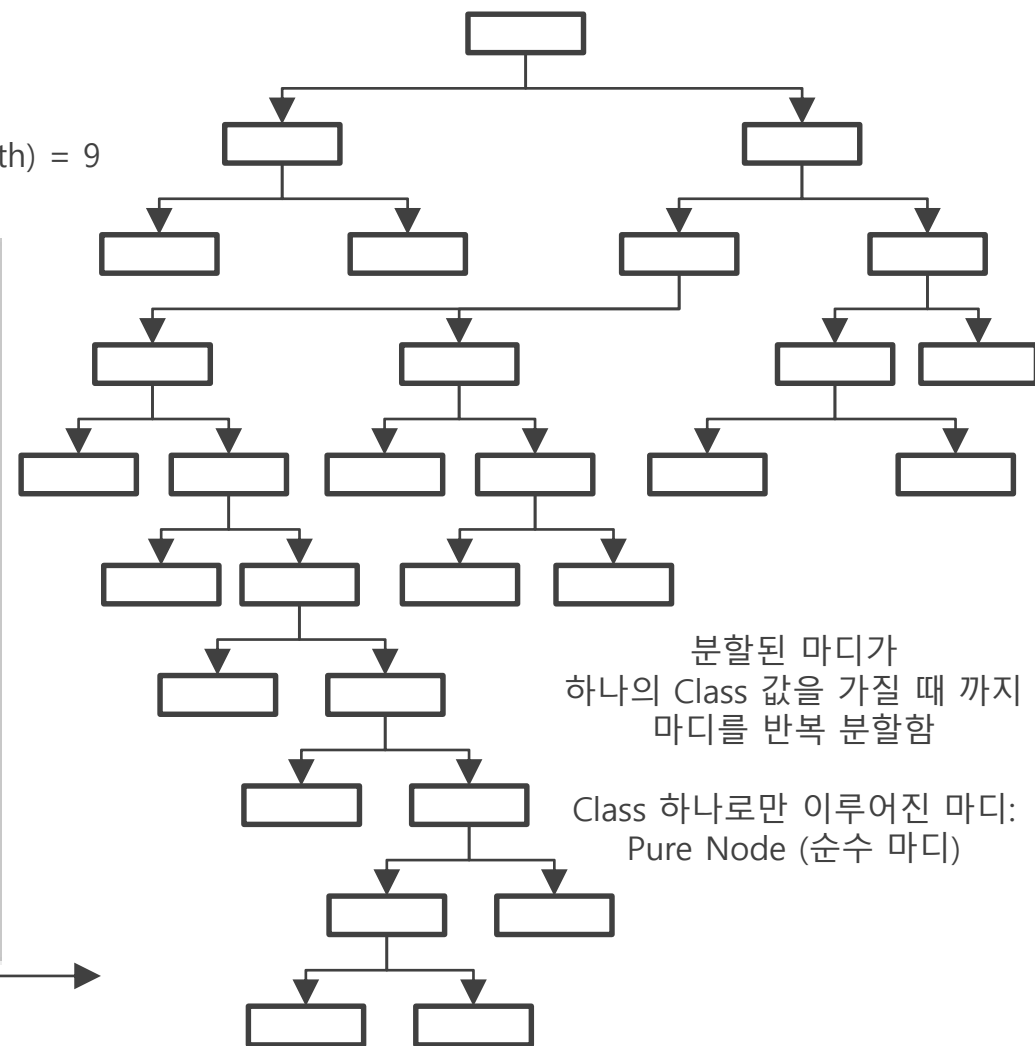 th) = 9
분할된 마디가
하나의 Class 값을 가질 때 까지
마디를 반복 분할함
Class 하나로만 이루어진 마디:
Pure Node (순수 마디)